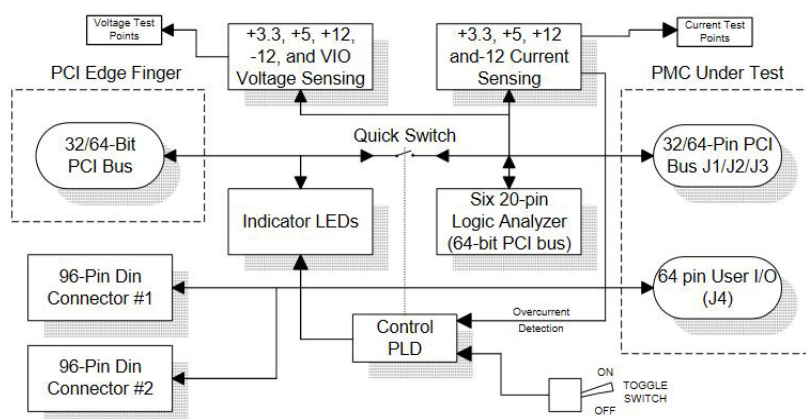 Voltage Test
Points
+3.3, +5, +12,
-12, and VIO
Voltage Sensing
+3.3, +5, +12
and-12 Current
Sensing
Current Test
Points
PCI Edge Finger
PMC Under Test
32/64-Bit
PCI Bus
Quick Switch
32/64-Pin PCI
Bus J1/J2/J3
Indicator LEDs
Six 20-pin
Logic Analyzer
(64-bit PCI bus)
96-Pin Din
Connector #1
64 pin User I/O
(J4)
Overcurrent
Detection
Control
PLD
96-Pin Din
Connector #2
ON
TOGGLE
SWITCH
OFF